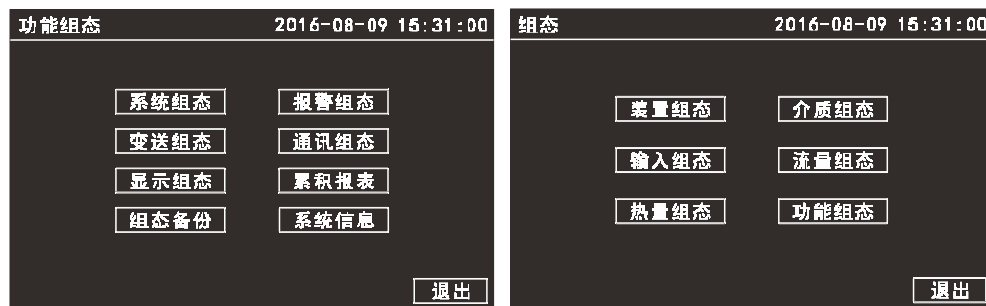 功能组态 2016-08-09 15:31:00
系统组态 报警组态
变送组态 通讯组态
显示组态 累积报表
组态备份 系统信息
退出
组态 2016-08-09 15:31:00
装置组态 介质组态
输入组态 流量组态
热量组态 功能组态
退出